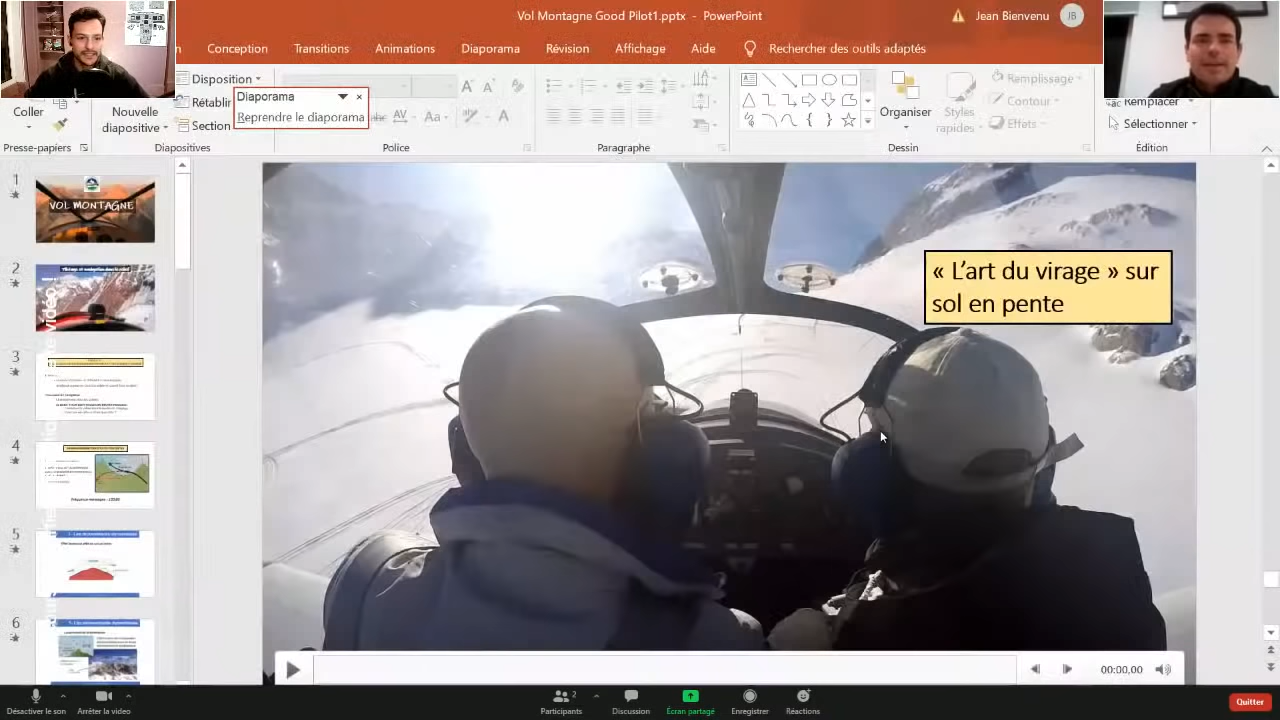 Vol Montagne Good Pilot1.pptx - PowerPoint
Jean Bienvenu
JB
Conception
Transitions
Animations
Diaporama
Révision
Affichage
Aide
Rechercher des outils adaptés
Coller
Presse-papiers
Nouvelle
diapositive
Disposition
Rétablir
Section
Diapositives
Diaporama
Reprendre le diaporama
AV
Aa
Police
Paragraphe
Organiser
Styles
rapides
Remplissage
Contour
Effets
Dessin
Remplacer
Sélectionner
Édition
1
VOL MONTAGNE
2
3
4
5
6
« L'art du virage » sur
sol en pente
00:00,00
Désactiver le son
Arrêter la vidéo
2
Participants
Discussion
Écran partagé
Enregistrer
Réactions
Quitter